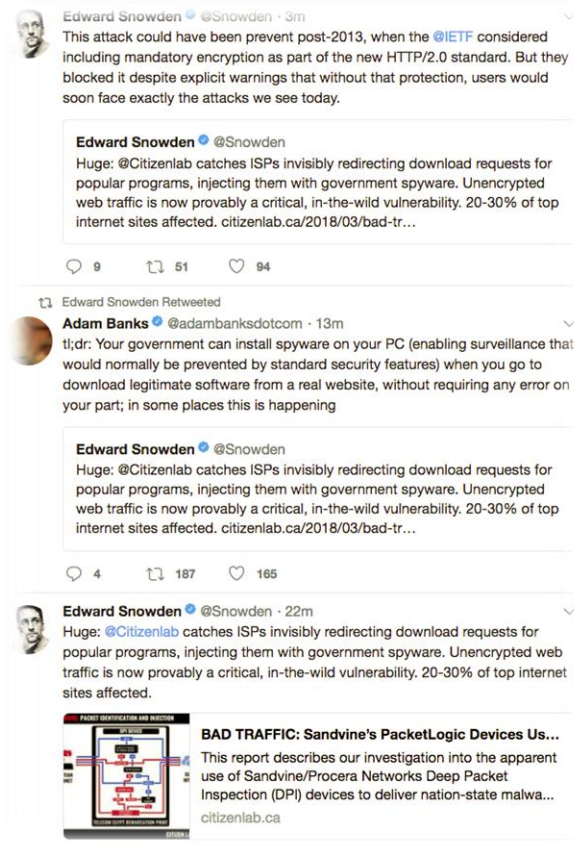 Edward Snowden @Snowden · 3m
This attack could have been prevent post-2013, when the @IETF considered
including mandatory encryption as part of the new HTTP/2.0 standard. But they
blocked it despite explicit warnings that without that protection, users would
soon face exactly the attacks we see today.
Edward Snowden @Snowden
Huge: @Citizenlab catches ISPs invisibly redirecting download requests for
popular programs, injecting them with government spyware. Unencrypted
web traffic is now provably a critical, in-the-wild vulnerability. 20-30% of top
internet sites affected. citizenlab.ca/2018/03/bad-tr…
9 51 94
Edward Snowden Retweeted
Adam Banks @adambanksdotcom · 13m
tl;dr: Your government can install spyware on your PC (enabling surveillance that
would normally be prevented by standard security features) when you go to
download legitimate software from a real website, without requiring any error on
your part; in some places this is happening
Edward Snowden @Snowden
Huge: @Citizenlab catches ISPs invisibly redirecting download requests for
popular programs, injecting them with government spyware. Unencrypted
web traffic is now provably a critical, in-the-wild vulnerability. 20-30% of top
internet sites affected. citizenlab.ca/2018/03/bad-tr…
4 187 165
Edward Snowden @Snowden · 22m
Huge: @Citizenlab catches ISPs invisibly redirecting download requests for
popular programs, injecting them with government spyware. Unencrypted web
traffic is now provably a critical, in-the-wild vulnerability. 20-30% of top internet
sites affected.
PACKET IDENTIFICATION AND INJECTION
DPI DEVICE
TELECOM EGYPT DEMARCATION POINT
CITIZEN L
BAD TRAFFIC: Sandvine's PacketLogic Devices Us...
This report describes our investigation into the apparent
use of Sandvine/Procera Networks Deep Packet
Inspection (DPI) devices to deliver nation-state malwa...
citizenlab.ca